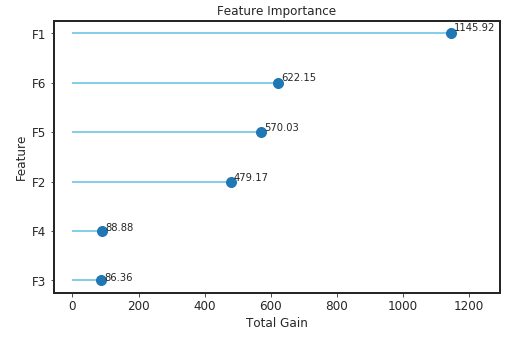 Feature Importance
F1
1145.92
F6
622.15
F5
570.03
Feature
F2
479.17
F4
88.88
F3
86.36
0 200 400 600 800 1000 1200
Total Gain